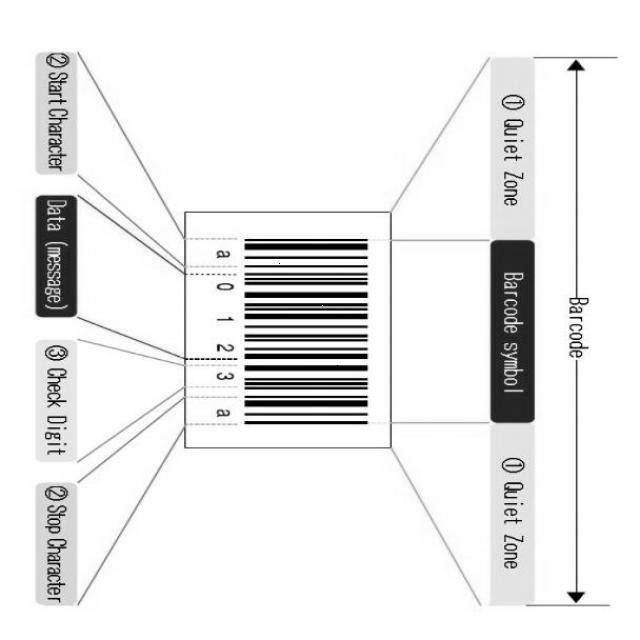 Barcode
① Quiet Zone
Barcode symbol
① Quiet Zone
a 0 1 2 3 a
② Start Character
Data (message)
③ Check Digit
② Stop Character